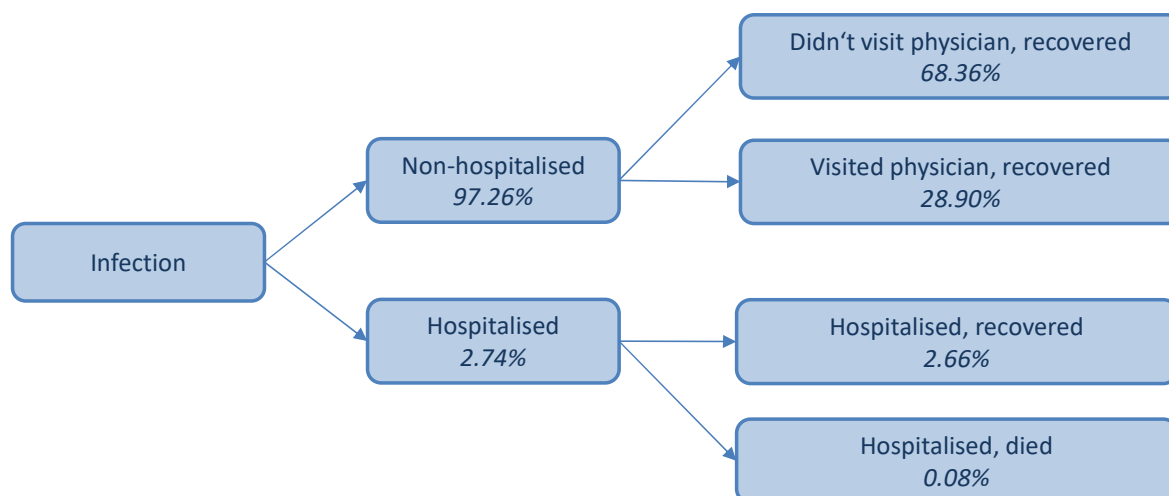 Didn‘t visit physician, recovered
68.36%
Non-hospitalised
97.26%
Visited physician, recovered
28.90%
Infection
Hospitalised
2.74%
Hospitalised, recovered
2.66%
Hospitalised, died
0.08%